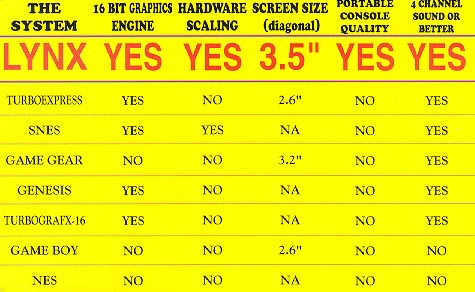 THE SYSTEM 16 BIT GRAPHICS ENGINE HARDWARE SCALING SCREEN SIZE (diagonal) PORTABLE CONSOLE QUALITY 4 CHANNEL SOUND OR BETTER
LYNX YES YES 3.5" YES YES
TURBOEXPRESS YES NO 2.6" NO YES
SNES YES YES NA NO YES
GAME GEAR NO NO 3.2" NO YES
GENESIS YES NO NA NO YES
TURBOGRAFX-16 YES NO NA NO YES
GAME BOY NO NO 2.6" NO NO
NES NO NO NA NO NO